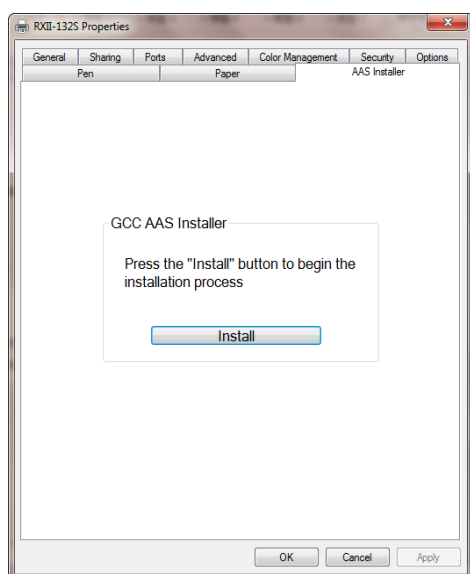 RXII-132S Properties
General Sharing Ports Advanced Color Management Security Options
Pen Paper AAS Installer
GCC AAS Installer
Press the "Install" button to begin the
installation process
Install
OK Cancel Apply